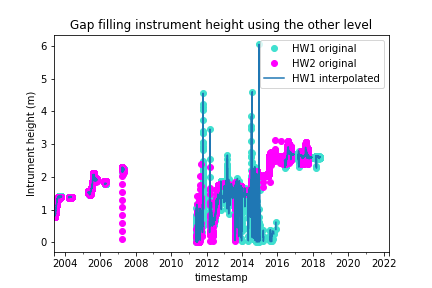 Gap filling instrument height using the other level
HW1 original
HW2 original
HW1 interpolated
Intrument height (m)
6
5
4
3
2
1
0
2004 2006 2008 2010 2012 2014 2016 2018 2020 2022
timestamp